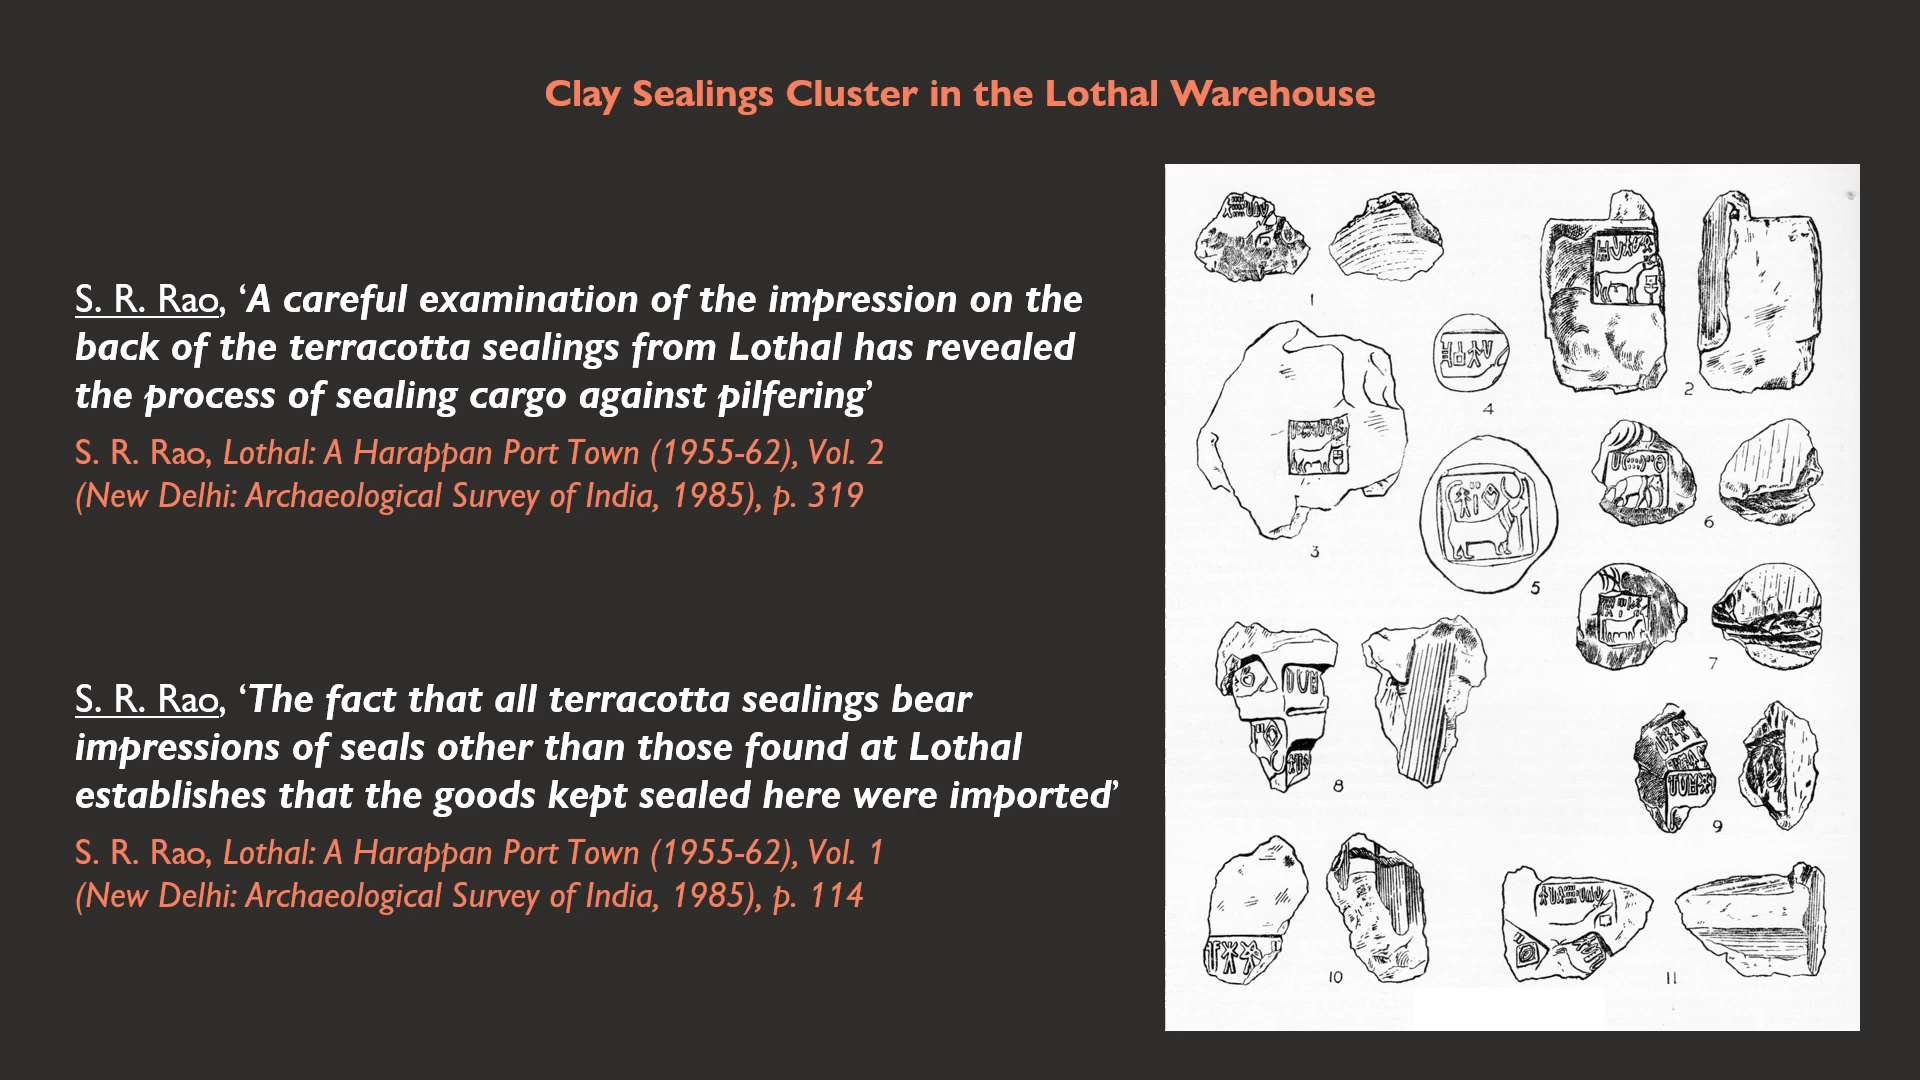 Clay Sealings Cluster in the Lothal Warehouse
S. R. Rao, ‘A careful examination of the impression on the
back of the terracotta sealings from Lothal has revealed
the process of sealing cargo against pilfering’
S. R. Rao, Lothal: A Harappan Port Town (1955-62), Vol. 2
(New Delhi: Archaeological Survey of India, 1985), p. 319
S. R. Rao, ‘The fact that all terracotta sealings bear
impressions of seals other than those found at Lothal
establishes that the goods kept sealed here were imported’
S. R. Rao, Lothal: A Harappan Port Town (1955-62), Vol. 1
(New Delhi: Archaeological Survey of India, 1985), p. 114
1
2
3
4
5
6
7
8
9
10
11